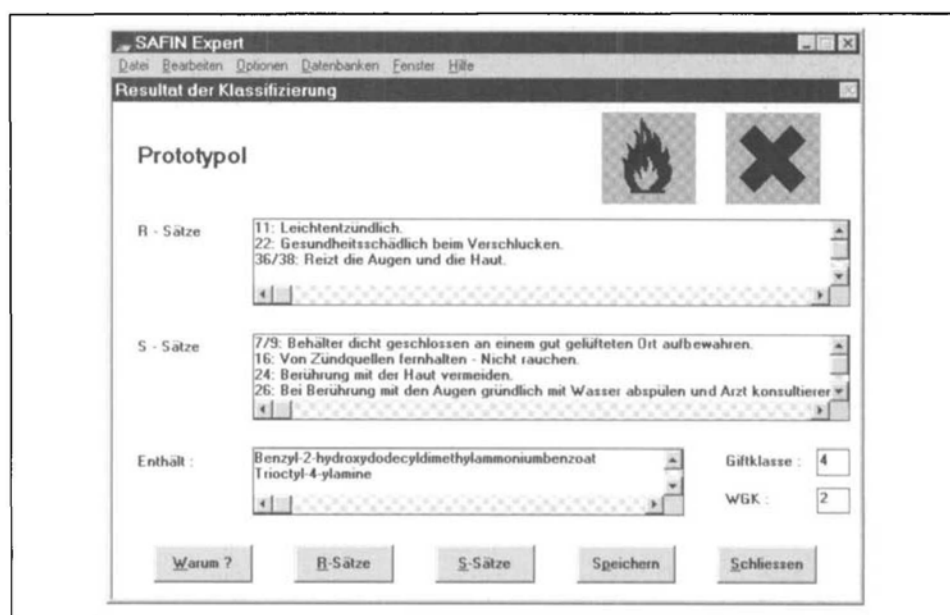 SAFIN Expert
Datei Bearbeiten Optionen Datenbanken Fenster Hilfe
Resultat der Klassifizierung
Prototypol
R - Sätze
11: Leichtentzündlich.
22: Gesundheitsschädlich beim Verschlucken.
36/38: Reizt die Augen und die Haut.
S - Sätze
7/9: Behälter dicht geschlossen an einem gut gelüfteten Ort aufbewahren.
16: Von Zündquellen fernhalten - Nicht rauchen.
24: Berührung mit der Haut vermeiden.
26: Bei Berührung mit den Augen gründlich mit Wasser abspülen und Arzt konsultierer
Enthält :
Benzyl-2-hydroxydodecyldimethylammoniumbenzoat
Trioctyl-4-ylamine
Giftklasse : 4
WGK : 2
Warum ? R-Sätze S-Sätze Speichern Schliessen